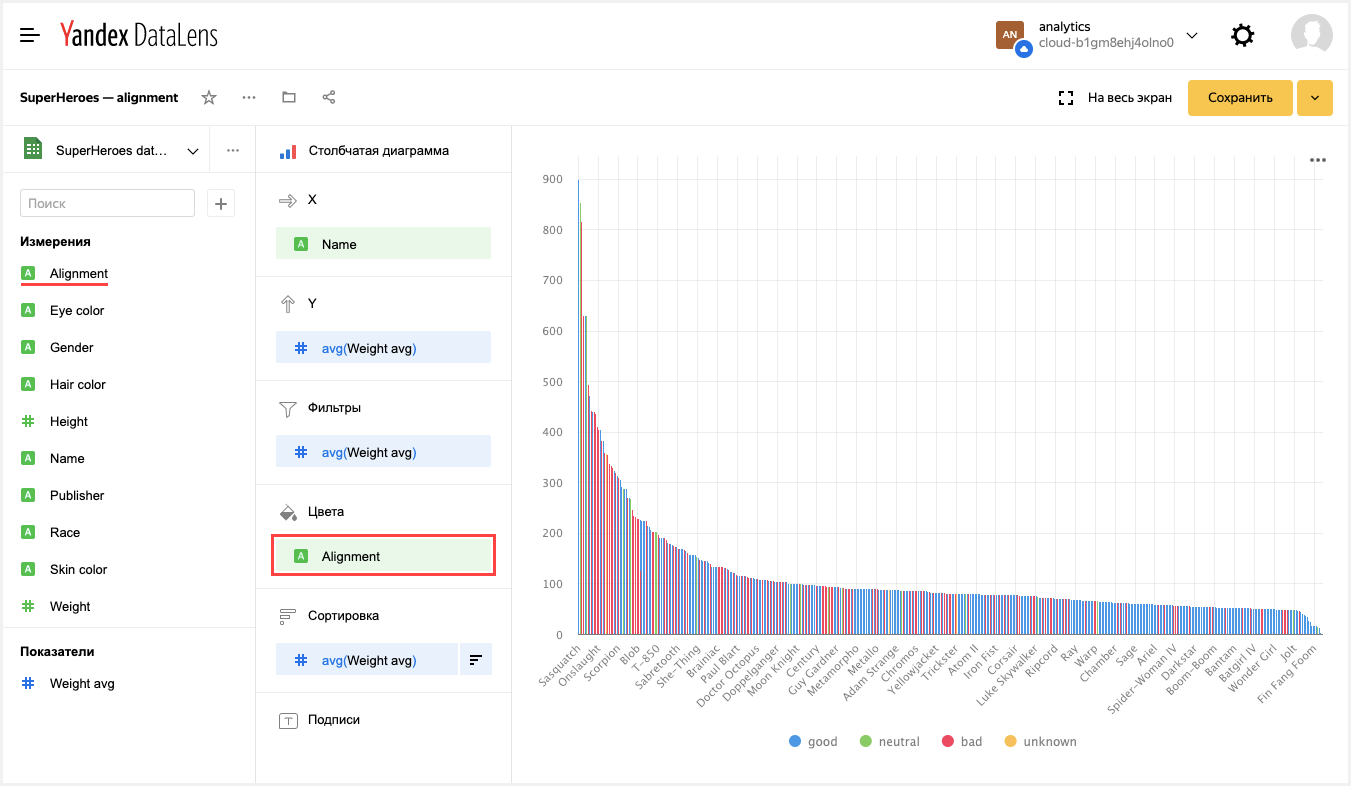 Yandex DataLens
AN
analytics
cloud-b1gm8ehj4olno0
SuperHeroes — alignment
На весь экран
Сохранить
SuperHeroes dat...
Поиск
Измерения
A Alignment
A Eye color
A Gender
A Hair color
# Height
A Name
A Publisher
A Race
A Skin color
# Weight
Показатели
# Weight avg
Столбчатая диаграмма
X
A Name
Y
# avg(Weight avg)
Фильтры
# avg(Weight avg)
Цвета
A Alignment
Сортировка
# avg(Weight avg)
T Подписи
900
800
700
600
500
400
300
200
100
0
Sasquatch
Onslaught
Scorpion
Blob
T-850
Sabretooth
She-Thing
Brainiac
Paul Blart
Doctor Octopus
Doppelganger
Moon Knight
Century
Guy Gardner
Metamorpho
Metallo
Adam Strange
Chromos
Yellowjacket
Trickster
Atom II
Iron Fist
Corsair
Luke Skywalker
Ripcord
Ray
Warp
Chamber
Sage
Ariel
Spider-Woman IV
Darkstar
Boom-Boom
Bantam
Batgirl IV
Wonder Girl
Jolt
Fin Fang Foom
good
neutral
bad
unknown